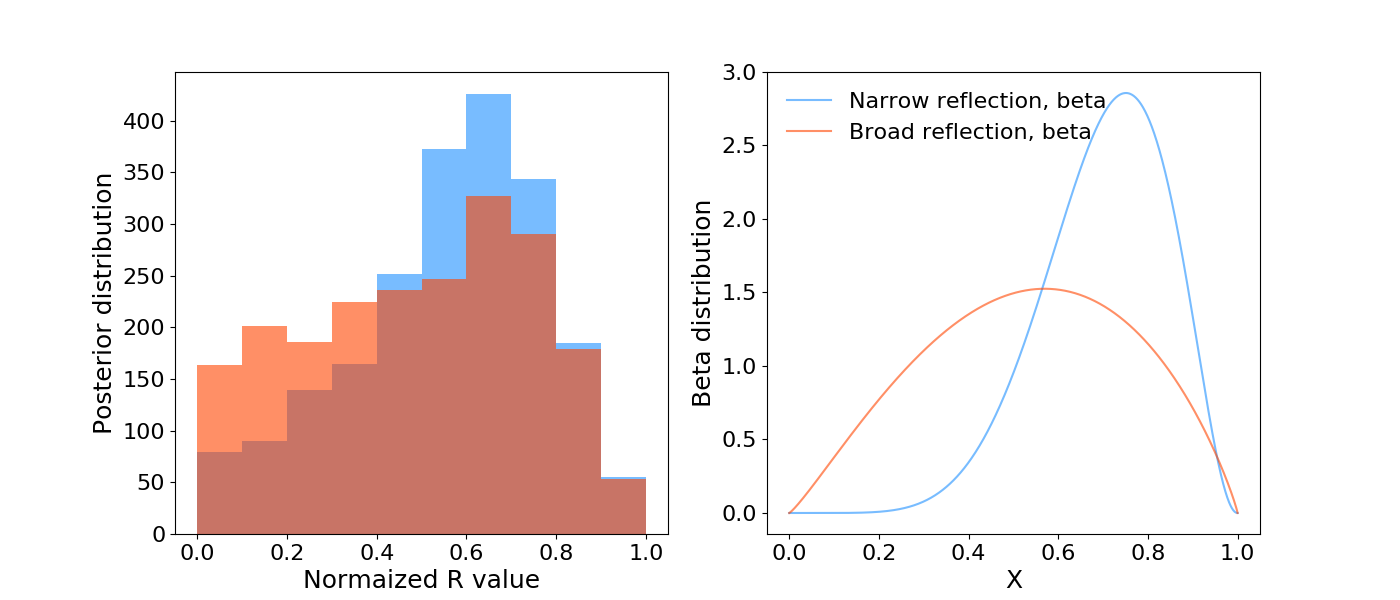 Posterior distribution
400
350
300
250
200
150
100
50
0
0.0 0.2 0.4 0.6 0.8 1.0
Normaized R value
Beta distribution
3.0
2.5
2.0
1.5
1.0
0.5
0.0
Narrow reflection, beta
Broad reflection, beta
0.0 0.2 0.4 0.6 0.8 1.0
X